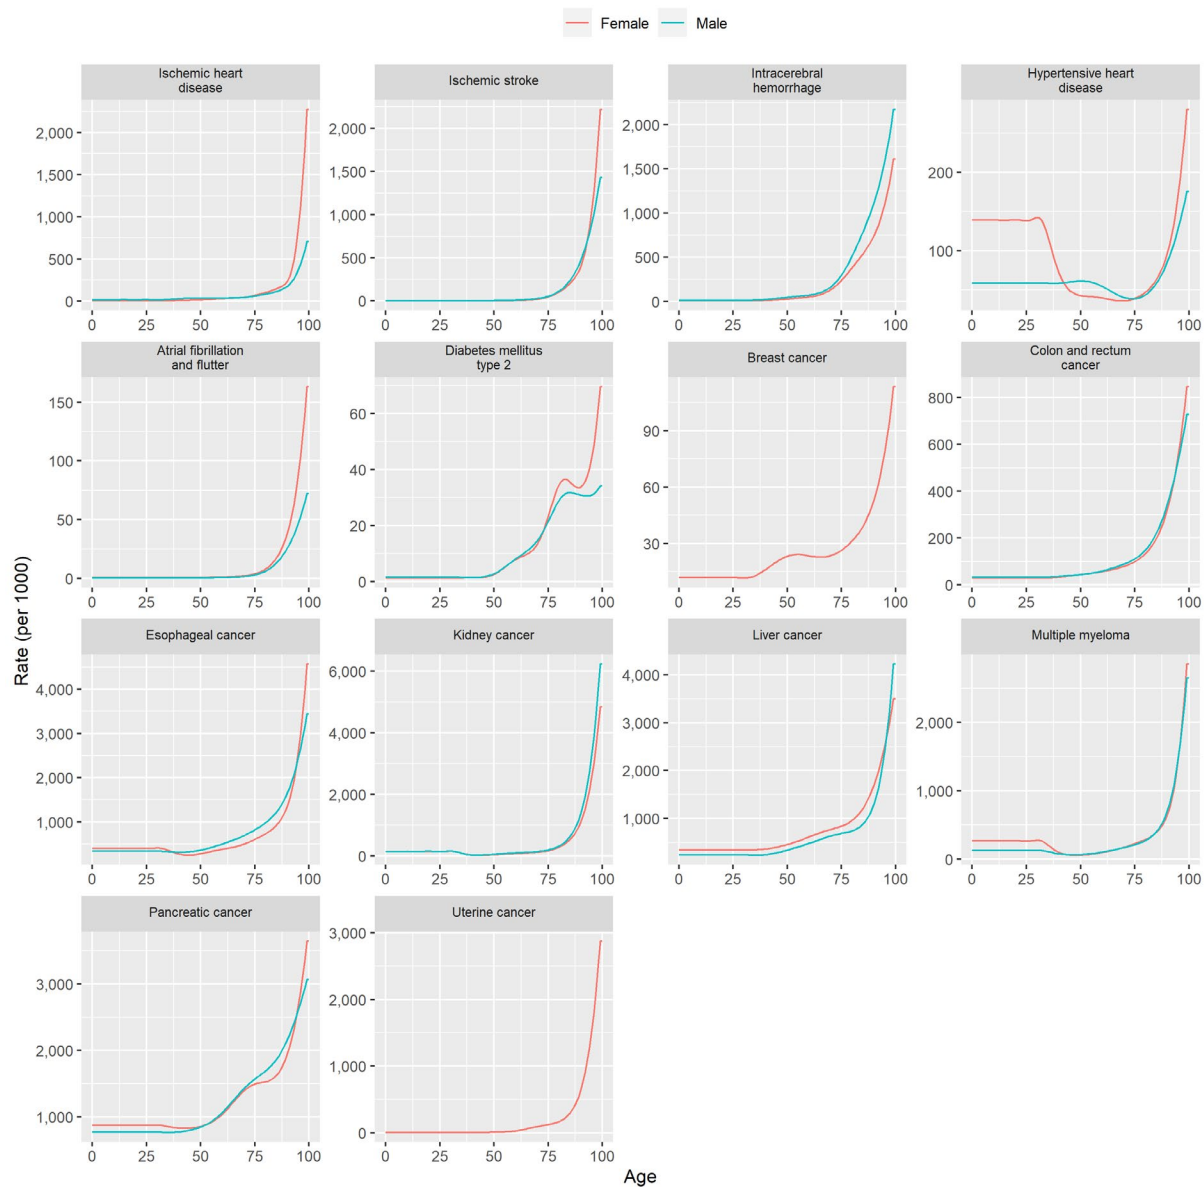 Female Male
Ischemic heart
disease
Ischemic stroke
Intracerebral
hemorrhage
Hypertensive heart
disease
2,000
1,500
1,000
500
0
0 25 50 75 100
2,000
1,500
1,000
500
0
0 25 50 75 100
2,000
1,500
1,000
500
0
0 25 50 75 100
200
100
0 25 50 75 100
Atrial fibrillation
and flutter
Diabetes mellitus
type 2
Breast cancer
Colon and rectum
cancer
150
100
50
0
0 25 50 75 100
60
40
20
0
0 25 50 75 100
90
60
30
0 25 50 75 100
800
600
400
200
0
0 25 50 75 100
Rate (per 1000)
Esophageal cancer
Kidney cancer
Liver cancer
Multiple myeloma
4,000
3,000
2,000
1,000
0 25 50 75 100
6,000
4,000
2,000
0
0 25 50 75 100
4,000
3,000
2,000
1,000
0 25 50 75 100
2,000
1,000
0
0 25 50 75 100
Pancreatic cancer
Uterine cancer
3,000
2,000
1,000
0 25 50 75 100
3,000
2,000
1,000
0
0 25 50 75 100
Age